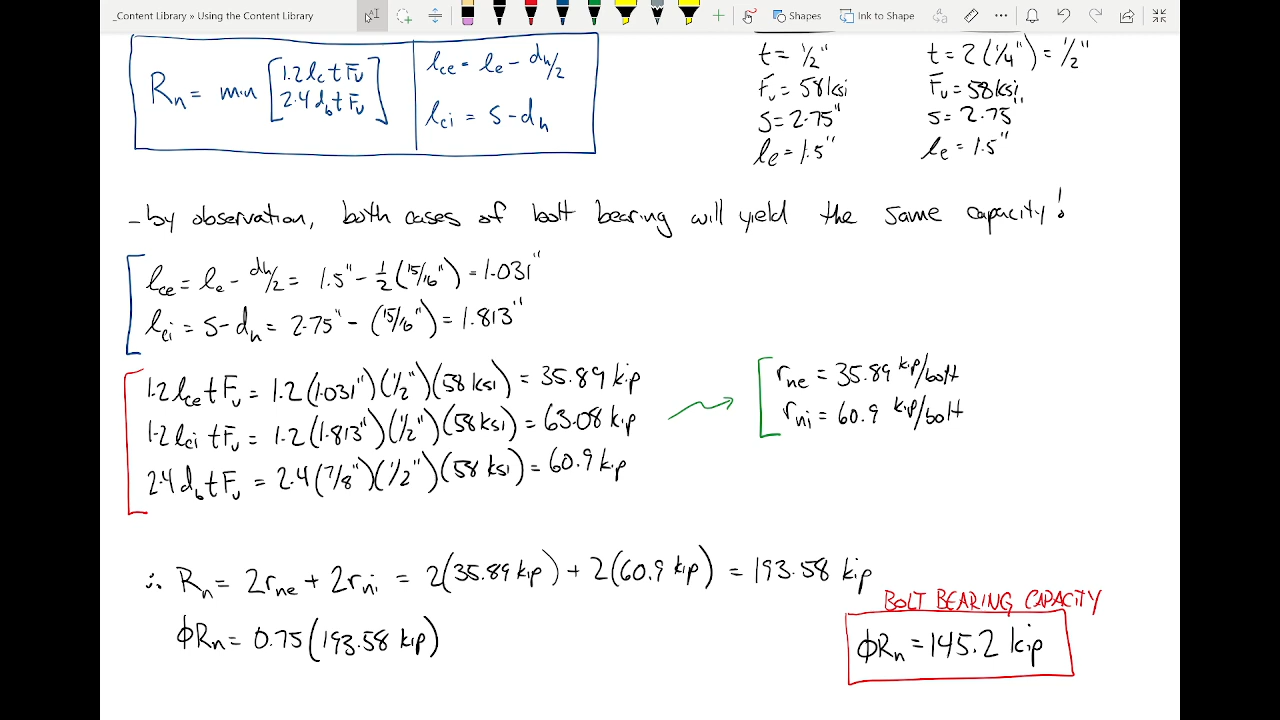 _Content Library » Using the Content Library
Shapes
Ink to Shape
Rn = min [1.2 lc t Fu
2.4 db t Fu]
lce = le - dh/2
lci = s - dh
t = 1/2"
Fu = 58 ksi
s = 2.75"
le = 1.5"
t = 2(1/4") = 1/2"
Fu = 58 ksi
s = 2.75"
le = 1.5"
- by observation, both cases of bolt bearing will yield the same capacity!
lce = le - dh/2 = 1.5" - 1/2(15/16") = 1.031"
lci = s - dh = 2.75" - (15/16") = 1.813"
1.2 lce t Fu = 1.2(1.031")(1/2")(58 ksi) = 35.89 kip
1.2 lci t Fu = 1.2(1.813")(1/2")(58 ksi) = 63.08 kip
2.4 db t Fu = 2.4(7/8")(1/2")(58 ksi) = 60.9 kip
rne = 35.89 kip/bolt
rni = 60.9 kip/bolt
∴ Rn = 2rne + 2rni = 2(35.89 kip) + 2(60.9 kip) = 193.58 kip
ϕRn = 0.75(193.58 kip)
BOLT BEARING CAPACITY
ϕRn = 145.2 kip